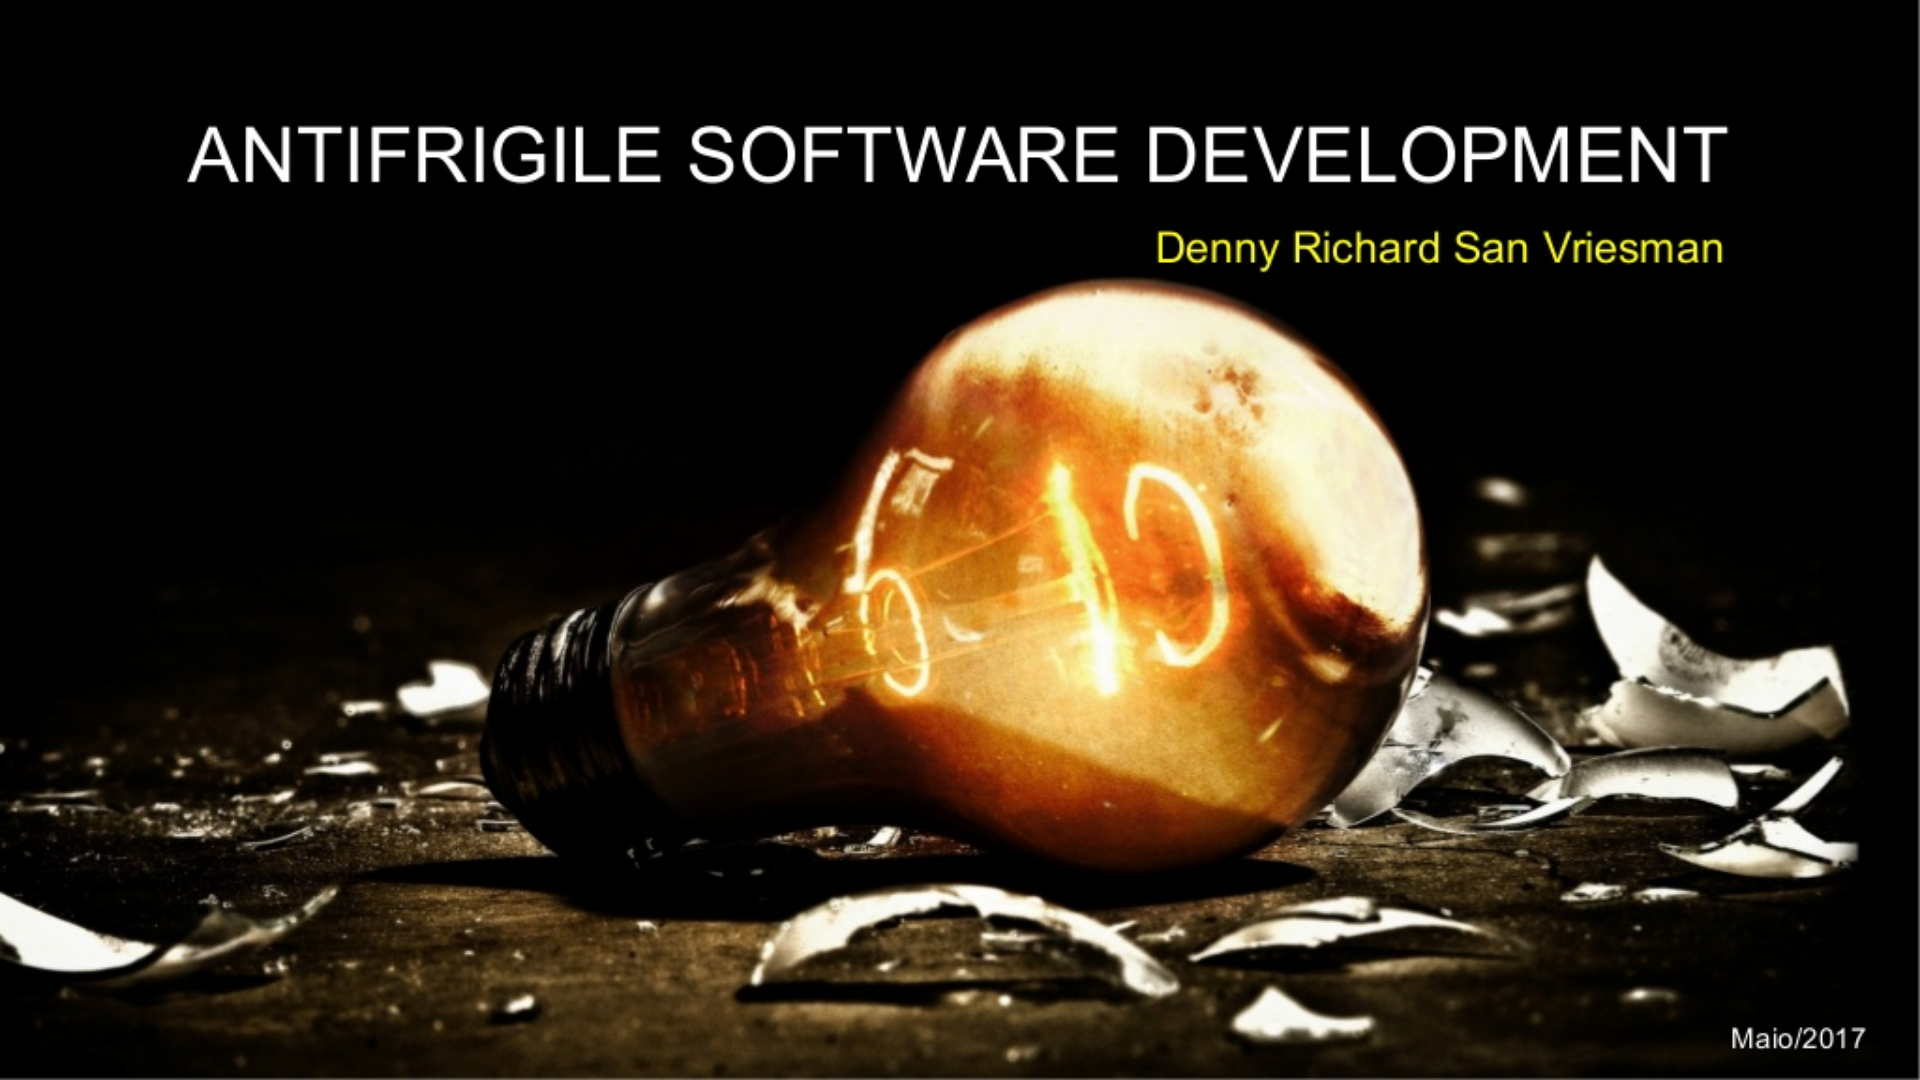 ANTIFRIGILE SOFTWARE DEVELOPMENT
Denny Richard San Vriesman
Maio/2017